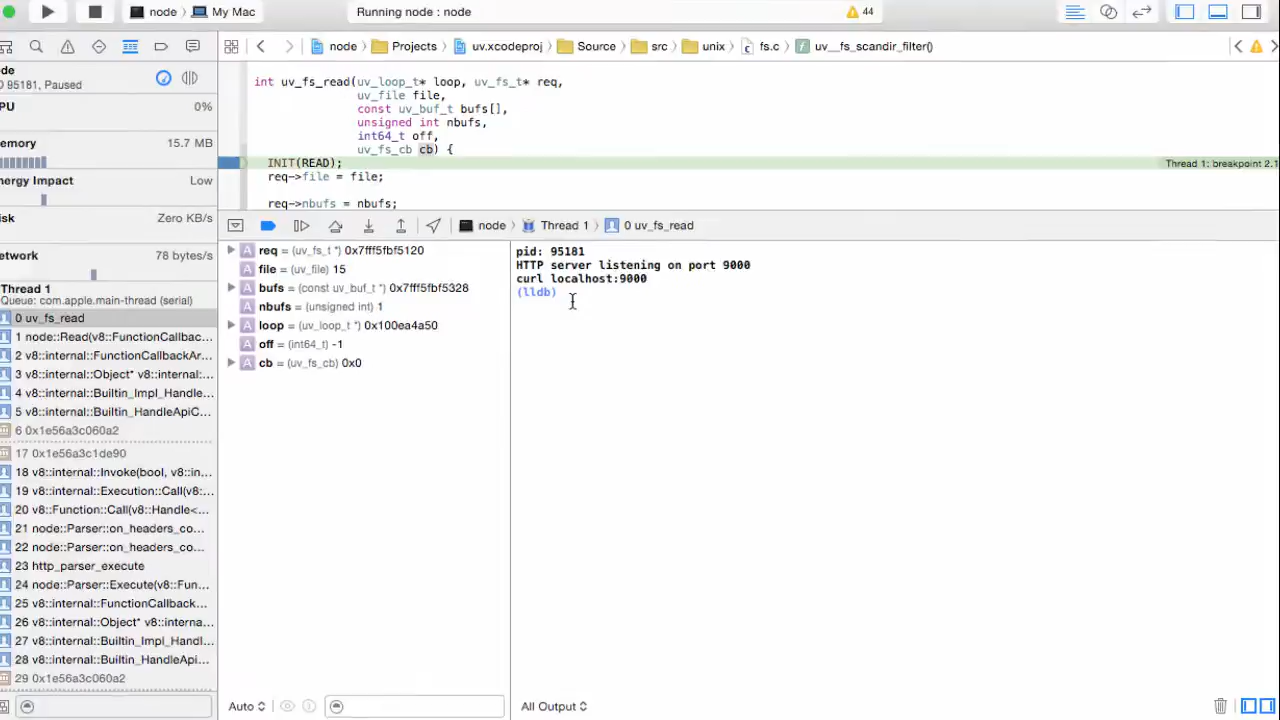 node 〉 My Mac
Running node : node
44
node 〉 Projects 〉 uv.xcodeproj 〉 Source 〉 src 〉 unix 〉 fs.c 〉 uv__fs_scandir_filter()
ode
95181, Paused
PU 0%
emory 15.7 MB
nergy Impact Low
isk Zero KB/s
etwork 78 bytes/s
Thread 1
Queue: com.apple.main-thread (serial)
0 uv_fs_read
1 node::Read(v8::FunctionCallbac...
2 v8::internal::FunctionCallbackAr...
3 v8::internal::Object* v8::internal:...
4 v8::internal::Builtin_Impl_Handle...
5 v8::internal::Builtin_HandleApiC...
6 0x1e56a3c060a2
17 0x1e56a3c1de90
18 v8::internal::Invoke(bool, v8::in...
19 v8::internal::Execution::Call(v8:...
20 v8::Function::Call(v8::Handle<...
21 node::Parser::on_headers_co...
22 node::Parser::on_headers_co...
23 http_parser_execute
24 node::Parser::Execute(v8::Fun...
25 v8::internal::FunctionCallback...
26 v8::internal::Object* v8::interna...
27 v8::internal::Builtin_Impl_Handl...
28 v8::internal::Builtin_HandleApi...
29 0x1e56a3c060a2
int uv_fs_read(uv_loop_t* loop, uv_fs_t* req,
uv_file file,
const uv_buf_t bufs[],
unsigned int nbufs,
int64_t off,
uv_fs_cb cb) {
INIT(READ); Thread 1: breakpoint 2.1
req->file = file;
req->nbufs = nbufs;
node 〉 Thread 1 〉 0 uv_fs_read
A req = (uv_fs_t *) 0x7fff5fbf5120
A file = (uv_file) 15
A bufs = (const uv_buf_t *) 0x7fff5fbf5328
A nbufs = (unsigned int) 1
A loop = (uv_loop_t *) 0x100ea4a50
A off = (int64_t) -1
A cb = (uv_fs_cb) 0x0
pid: 95181
HTTP server listening on port 9000
curl localhost:9000
(lldb)
Auto
All Output